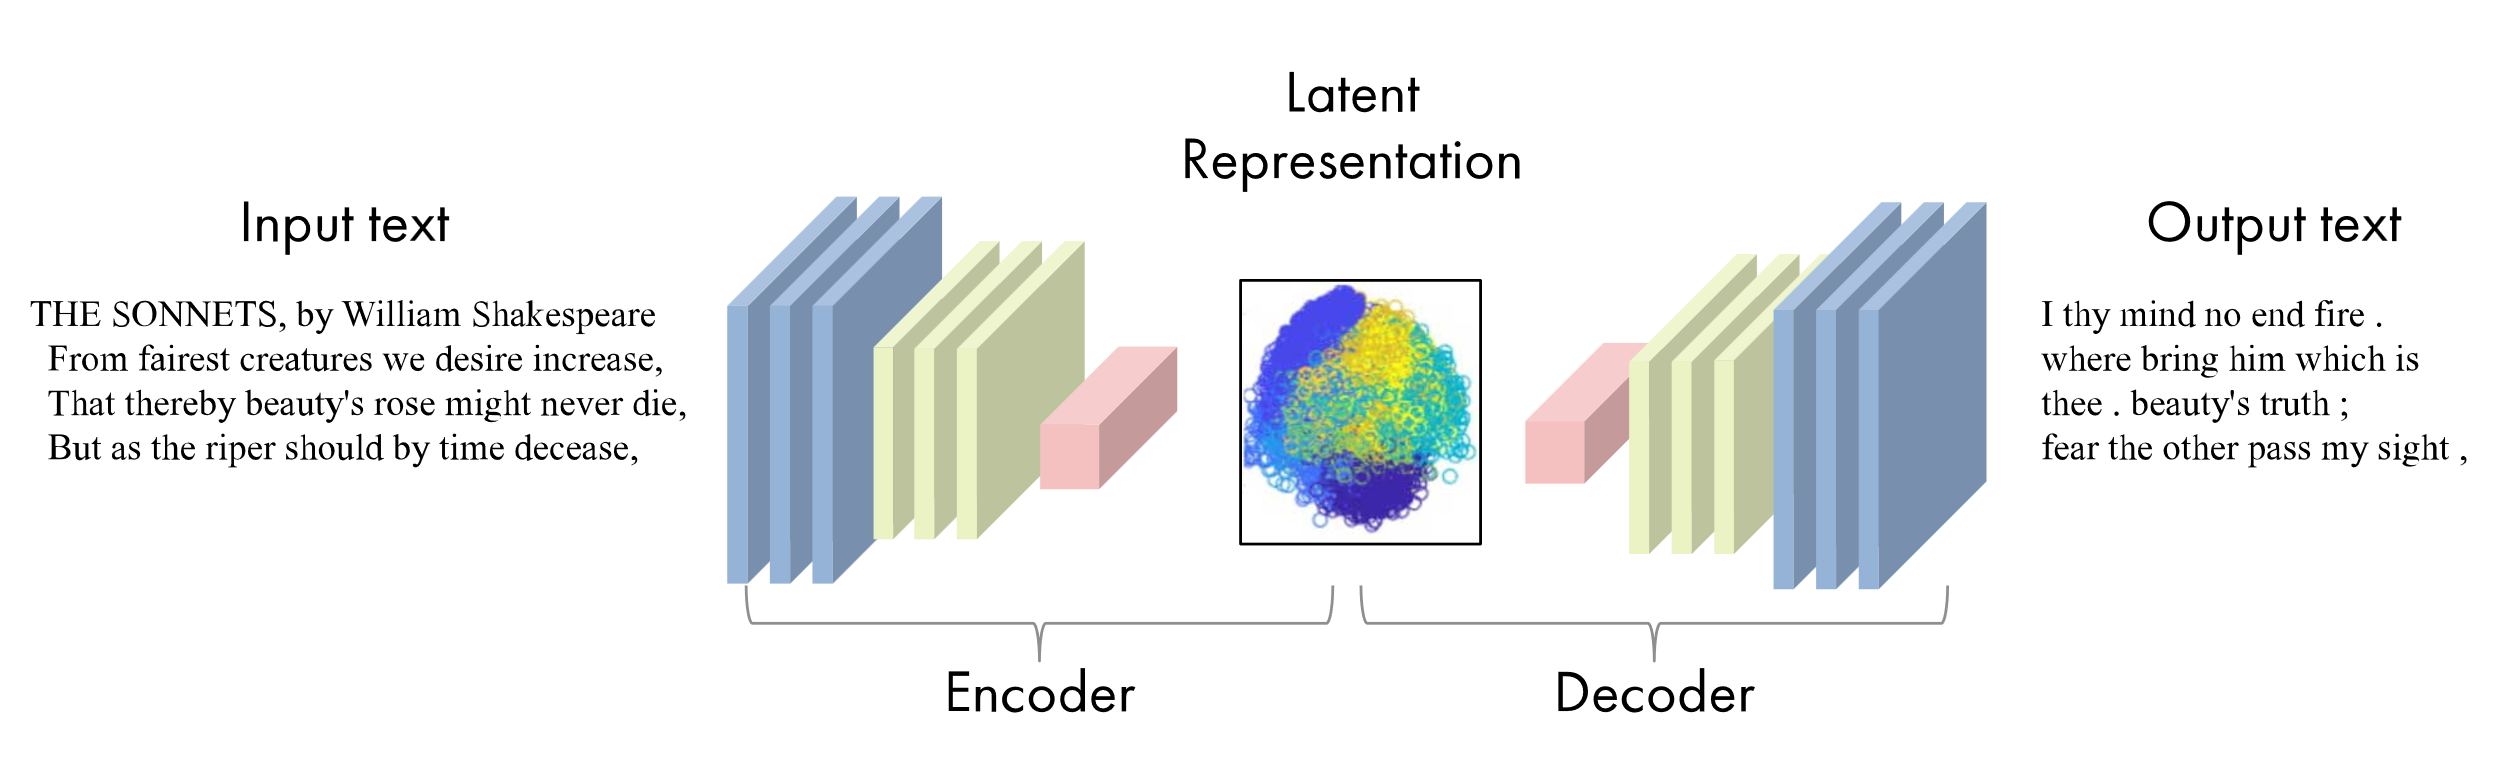 Latent
Representation
Input text
THE SONNETS, by William Shakespeare
From fairest creatures we desire increase,
That thereby beauty's rose might never die,
But as the riper should by time decease,
Output text
I thy mind no end fire .
where bring him which is
thee . beauty's truth ;
fear the other pass my sight ,
Encoder
Decoder